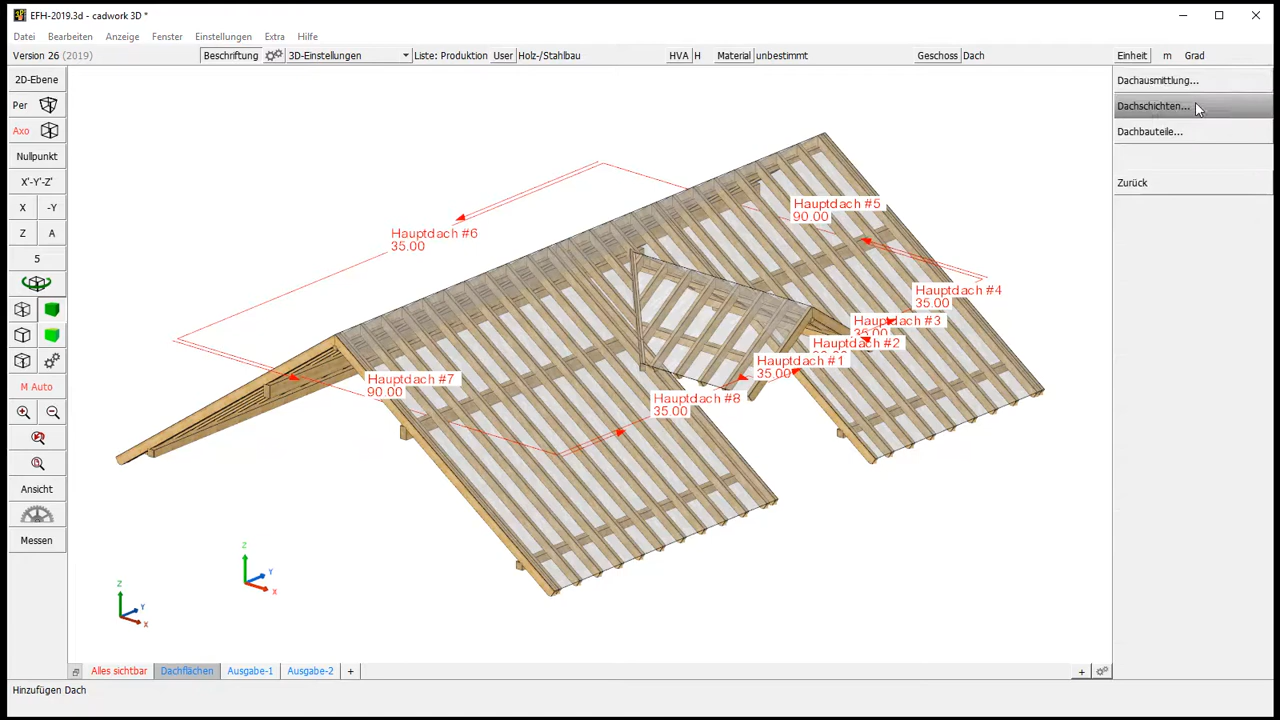 EFH-2019.3d - cadwork 3D *
Datei Bearbeiten Anzeige Fenster Einstellungen Extra Hilfe
Version 26 (2019) Beschriftung 3D-Einstellungen Liste: Produktion User Holz-/Stahlbau HVA H Material unbestimmt Geschoss Dach Einheit m Grad
2D-Ebene
Per
Axo
Nullpunkt
X'-Y'-Z'
X -Y
Z A
5
M Auto
Ansicht
Messen
Dachausmittlung...
Dachschichten...
Dachbauteile...
Zurück
Hauptdach #5
90.00
Hauptdach #6
35.00
Hauptdach #4
35.00
Hauptdach #3
Hauptdach #2
Hauptdach #1
35.00
Hauptdach #7
90.00
Hauptdach #8
35.00
Z
Y
X
Z
Y
X
Alles sichtbar Dachflächen Ausgabe-1 Ausgabe-2 + +
Hinzufügen Dach